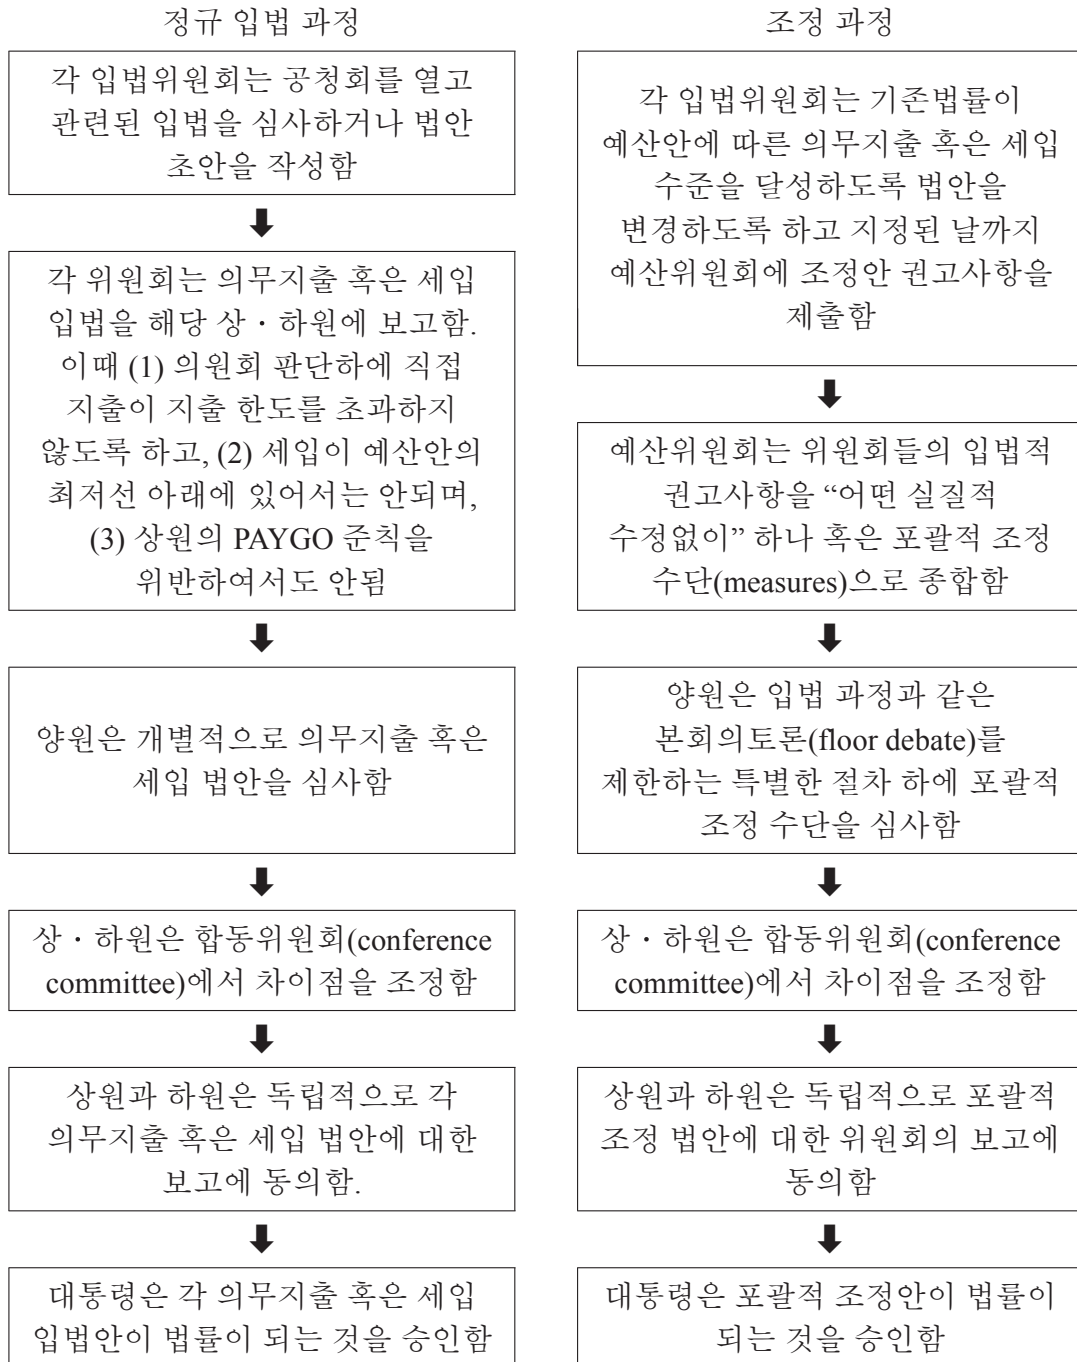 정규 입법 과정
각 입법위원회는 공청회를 열고
관련된 입법을 심사하거나 법안
초안을 작성함
각 위원회는 의무지출 혹은 세입
입법을 해당 상·하원에 보고함.
이때 (1) 의원회 판단하에 직접
지출이 지출 한도를 초과하지
않도록 하고, (2) 세입이 예산안의
최저선 아래에 있어서는 안되며,
(3) 상원의 PAYGO 준칙을
위반하여서도 안됨
양원은 개별적으로 의무지출 혹은
세입 법안을 심사함
상·하원은 합동위원회(conference
committee)에서 차이점을 조정함
상원과 하원은 독립적으로 각
의무지출 혹은 세입 법안에 대한
보고에 동의함.
대통령은 각 의무지출 혹은 세입
입법안이 법률이 되는 것을 승인함
조정 과정
각 입법위원회는 기존법률이
예산안에 따른 의무지출 혹은 세입
수준을 달성하도록 법안을
변경하도록 하고 지정된 날까지
예산위원회에 조정안 권고사항을
제출함
예산위원회는 위원회들의 입법적
권고사항을 “어떤 실질적
수정없이” 하나 혹은 포괄적 조정
수단(measures)으로 종합함
양원은 입법 과정과 같은
본회의토론(floor debate)를
제한하는 특별한 절차 하에 포괄적
조정 수단을 심사함
상·하원은 합동위원회(conference
committee)에서 차이점을 조정함
상원과 하원은 독립적으로 포괄적
조정 법안에 대한 위원회의 보고에
동의함
대통령은 포괄적 조정안이 법률이
되는 것을 승인함